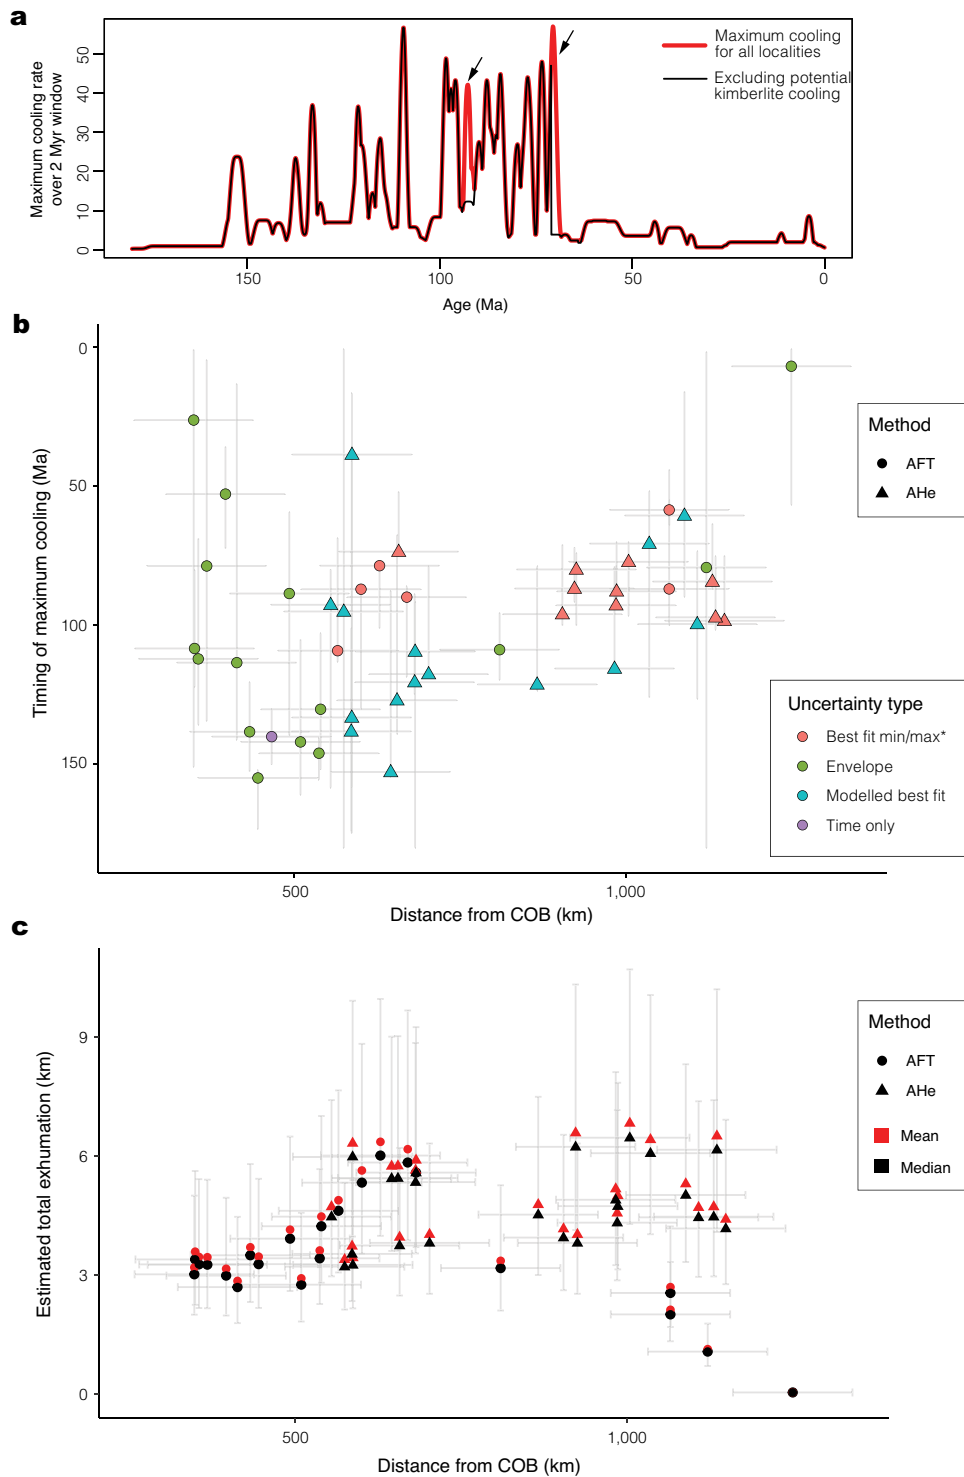 a
Maximum cooling rate
over 2 Myr window
50
40
30
20
10
0
Maximum cooling
for all localities
Excluding potential
kimberlite cooling
150
100
50
0
Age (Ma)
b
Timing of maximum cooling (Ma)
0
50
100
150
500
1,000
Distance from COB (km)
Method
AFT
AHe
Uncertainty type
Best fit min/max*
Envelope
Modelled best fit
Time only
c
Estimated total exhumation (km)
9
6
3
0
500
1,000
Distance from COB (km)
Method
AFT
AHe
Mean
Median